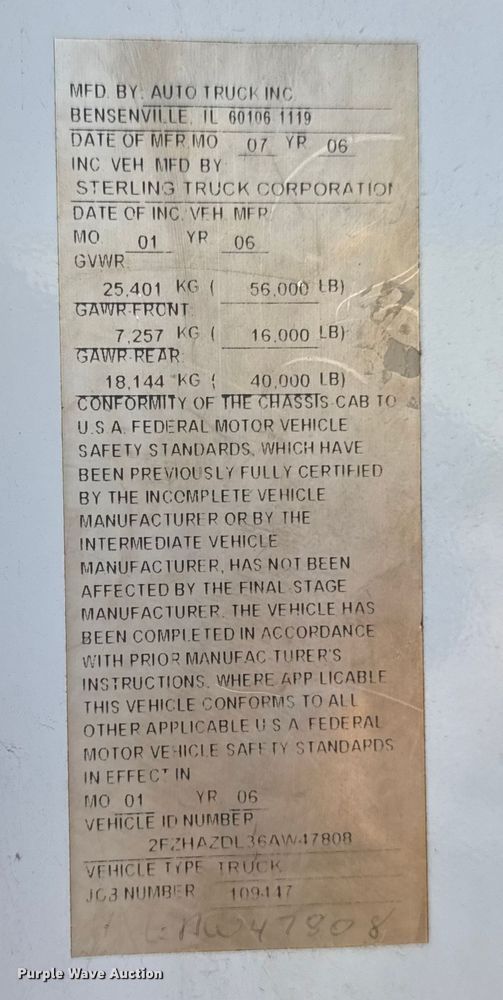 MFD. BY: AUTO TRUCK INC
BENSENVILLE, IL 60106 1119
DATE OF MFR MO 07 YR 06
INC VEH MFD BY
STERLING TRUCK CORPORATION
DATE OF INC. VEH MFR
MO 01 YR 06
GVWR
25,401 KG ( 56,000 LB)
GAWR-FRONT:
7,257 KG ( 16,000 LB)
GAWR-REAR:
18,144 KG ( 40,000 LB)
CONFORMITY OF THE CHASSIS-CAB TO
U.S.A. FEDERAL MOTOR VEHICLE
SAFETY STANDARDS, WHICH HAVE
BEEN PREVIOUSLY FULLY CERTIFIED
BY THE INCOMPLETE VEHICLE
MANUFACTURER OR BY THE
INTERMEDIATE VEHICLE
MANUFACTURER, HAS NOT BEEN
AFFECTED BY THE FINAL-STAGE
MANUFACTURER. THE VEHICLE HAS
BEEN COMPLETED IN ACCORDANCE
WITH PRIOR MANUFAC TURER'S
INSTRUCTIONS, WHERE APP LICABLE
THIS VEHICLE CONFORMS TO ALL
OTHER APPLICABLE U S A FEDERAL
MOTOR VEHICLE SAFETY STANDARDS
IN EFFECT IN
MO 01 YR 06
VEHICLE ID NUMBER
2FZHAZDL36AW47808
VEHICLE TYPE TRUCK
JOB NUMBER 109447
AW47808
Purple Wave Auction